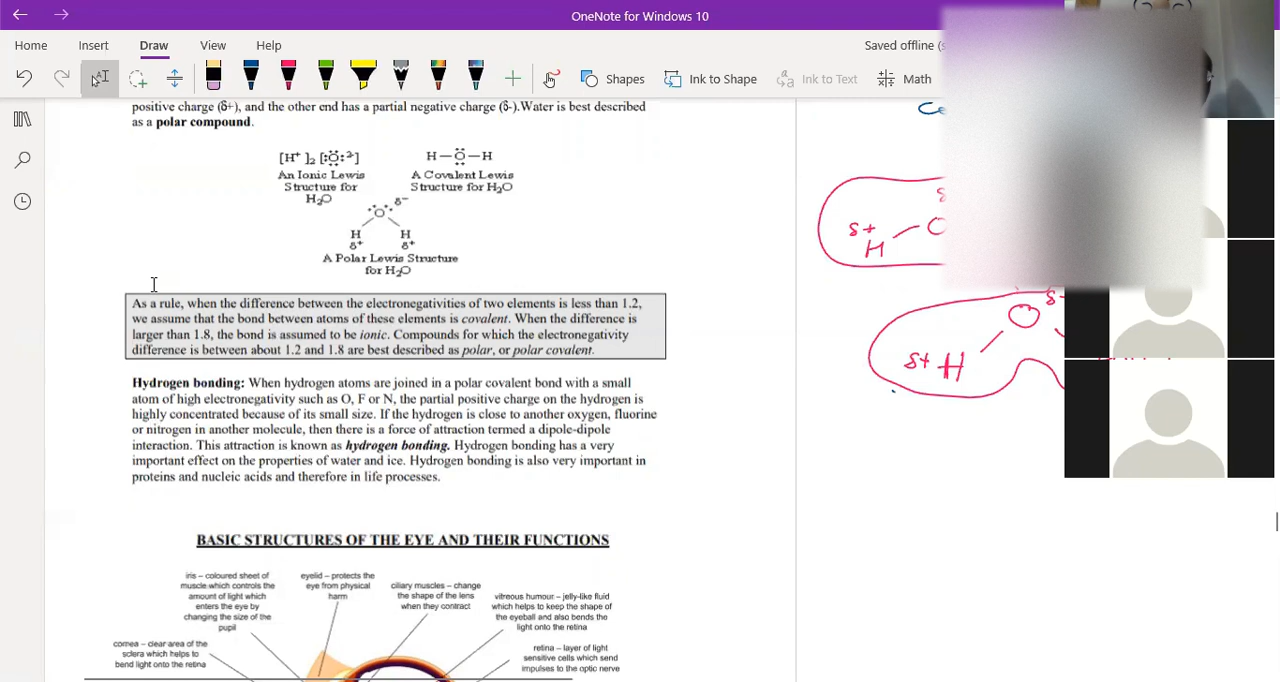 OneNote for Windows 10
Home Insert Draw View Help
Saved offline (s
Shapes Ink to Shape Ink to Text Math
positive charge (δ+), and the other end has a partial negative charge (δ-).Water is best described
as a polar compound.
[H⁺ ]₂ [:Ö:²⁻] H—Ö—H
An Ionic Lewis
Structure for
H₂O
A Covalent Lewis
Structure for H₂O
O δ⁻
H H
δ⁺ δ⁺
A Polar Lewis Structure
for H₂O
As a rule, when the difference between the electronegativities of two elements is less than 1.2,
we assume that the bond between atoms of these elements is covalent. When the difference is
larger than 1.8, the bond is assumed to be ionic. Compounds for which the electronegativity
difference is between about 1.2 and 1.8 are best described as polar, or polar covalent.
Hydrogen bonding: When hydrogen atoms are joined in a polar covalent bond with a small
atom of high electronegativity such as O, F or N, the partial positive charge on the hydrogen is
highly concentrated because of its small size. If the hydrogen is close to another oxygen, fluorine
or nitrogen in another molecule, then there is a force of attraction termed a dipole-dipole
interaction. This attraction is known as hydrogen bonding. Hydrogen bonding has a very
important effect on the properties of water and ice. Hydrogen bonding is also very important in
proteins and nucleic acids and therefore in life processes.
BASIC STRUCTURES OF THE EYE AND THEIR FUNCTIONS
iris – coloured sheet of
muscle which controls the
amount of light which
enters the eye by
changing the size of the
pupil
eyelid – protects the
eye from physical
harm
ciliary muscles – change
the shape of the lens
when they contract
vitreous humour – jelly-like fluid
which helps to keep the shape of
the eyeball and also bends the
light onto the retina
cornea – clear area of the
sclera which helps to
bend light onto the retina
retina – layer of light
sensitive cells which send
impulses to the optic nerve
δ+
H
O
δ+ H